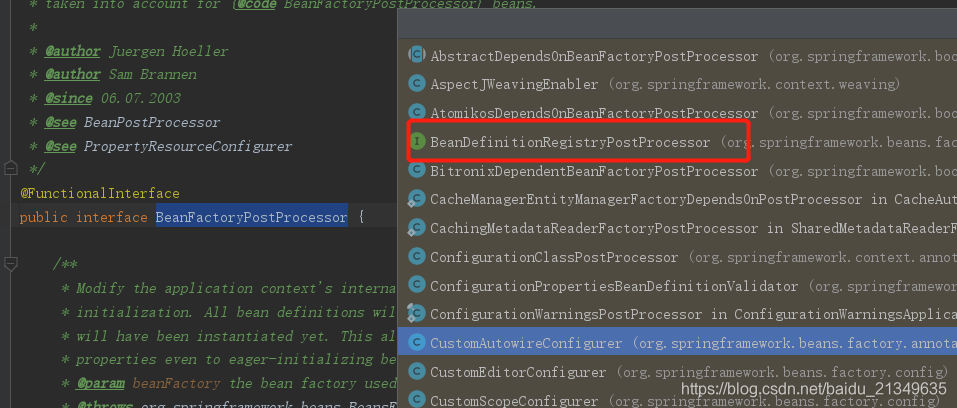 * taken into account for {@code BeanFactoryPostProcessor} beans.
*
* @author Juergen Hoeller
* @author Sam Brannen
* @since 06.07.2003
* @see BeanPostProcessor
* @see PropertyResourceConfigurer
*/
@FunctionalInterface
public interface BeanFactoryPostProcessor {
/**
* Modify the application context's interna
* initialization. All bean definitions wil
* will have been instantiated yet. This al
* properties even to eager-initializing be
* @param beanFactory the bean factory used
* @throws org.springframework.beans.BeansE
AbstractDependsOnBeanFactoryPostProcessor (org.springframework.boo
AspectJWeavingEnabler (org.springframework.context.weaving)
AtomikosDependsOnBeanFactoryPostProcessor (org.springframework.boo
BeanDefinitionRegistryPostProcessor (org.springframework.beans.fac
BitronixDependentBeanFactoryPostProcessor (org.springframework.boo
CacheManagerEntityManagerFactoryDependsOnPostProcessor in CacheAut
CachingMetadataReaderFactoryPostProcessor in SharedMetadataReaderF
ConfigurationClassPostProcessor (org.springframework.context.annot
ConfigurationPropertiesBeanDefinitionValidator (org.springframewor
ConfigurationWarningsPostProcessor in ConfigurationWarningsApplica
CustomAutowireConfigurer (org.springframework.beans.factory.annota
CustomEditorConfigurer (org.springframework.beans.factory.config)
CustomScopeConfigurer (org.springframework.beans.factory.config)
https://blog.csdn.net/baidu_21349635